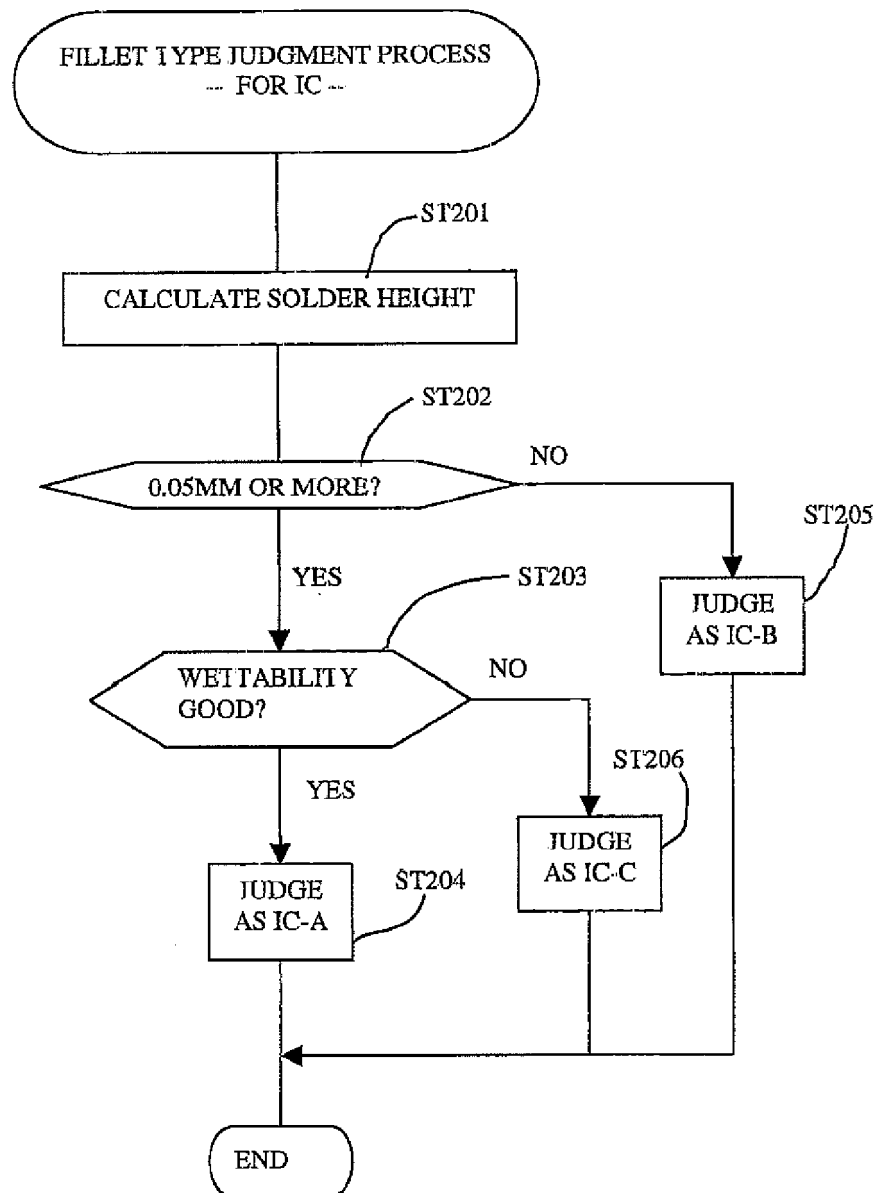 FILLET TYPE JUDGMENT PROCESS
-- FOR IC --
ST201
CALCULATE SOLDER HEIGHT
ST202
0.05MM OR MORE?
NO
ST205
YES
JUDGE
AS IC-B
ST203
WETTABILITY
GOOD?
NO
ST206
YES
JUDGE
AS IC-C
ST204
JUDGE
AS IC-A
END